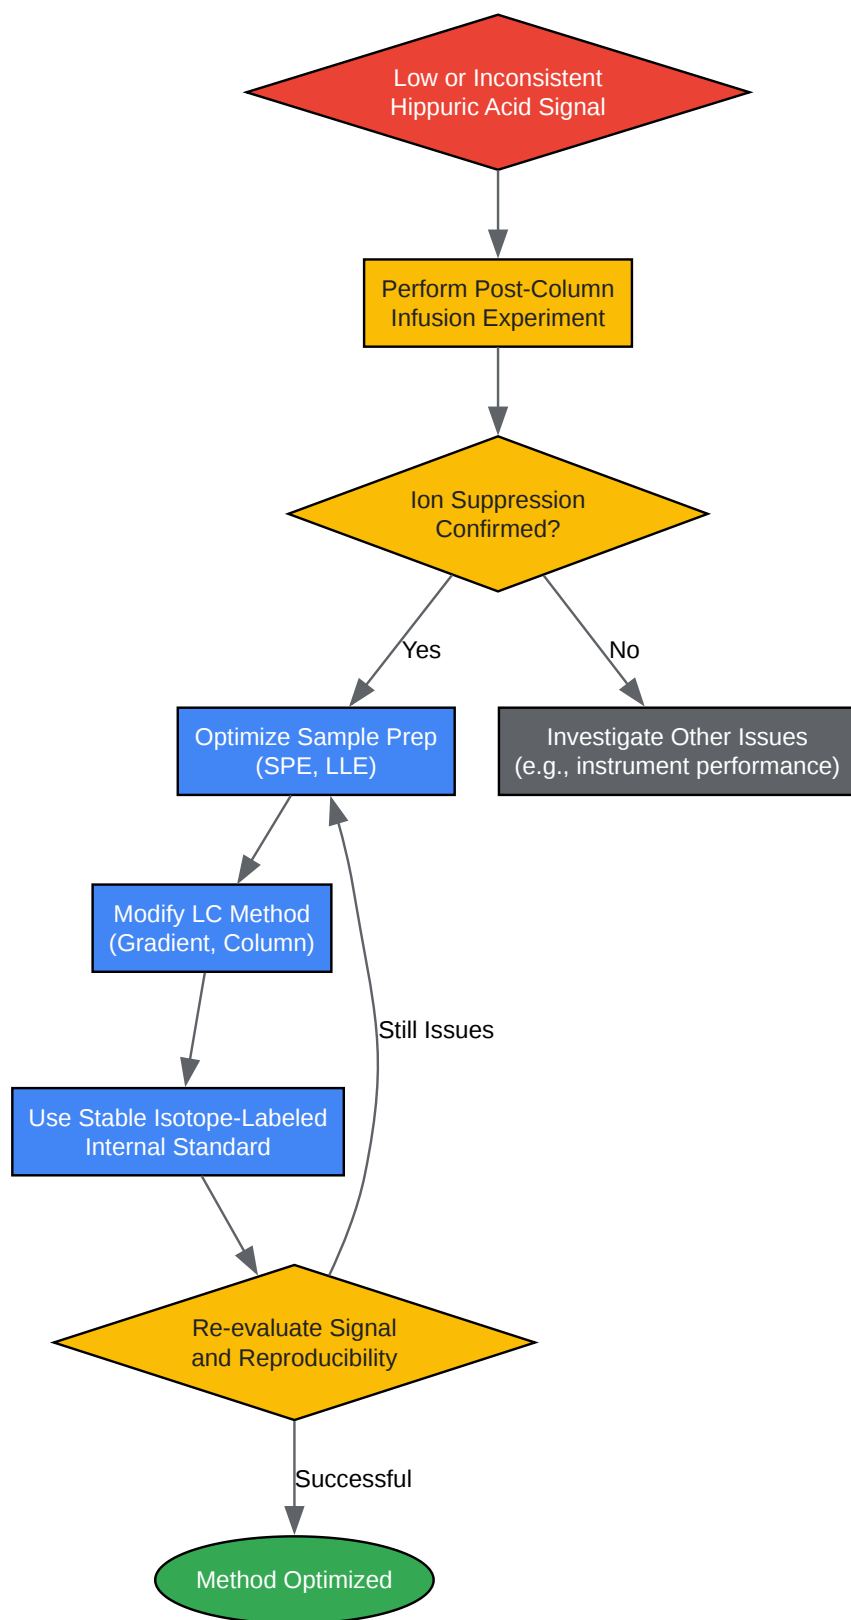 Low or Inconsistent
Hippuric Acid Signal
Perform Post-Column
Infusion Experiment
Ion Suppression
Confirmed?
Yes
No
Optimize Sample Prep
(SPE, LLE)
Investigate Other Issues
(e.g., instrument performance)
Modify LC Method
(Gradient, Column)
Still Issues
Use Stable Isotope-Labeled
Internal Standard
Re-evaluate Signal
and Reproducibility
Successful
Method Optimized